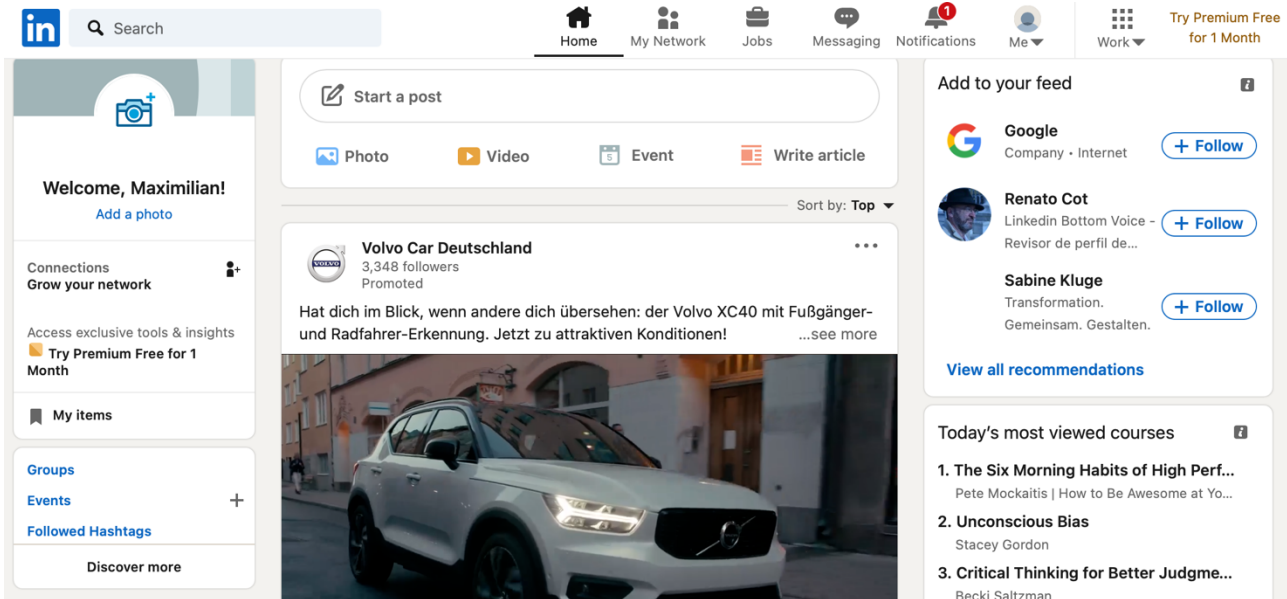 in
Search
Home
My Network
Jobs
Messaging
1
Notifications
Me
Work
Try Premium Free
for 1 Month
Welcome, Maximilian!
Add a photo
Connections
Grow your network
Access exclusive tools & insights
Try Premium Free for 1
Month
My items
Groups
Events
Followed Hashtags
Discover more
Start a post
Photo
Video
5
Event
Write article
Sort by: Top
VOLVO
Volvo Car Deutschland
3,348 followers
Promoted
Hat dich im Blick, wenn andere dich übersehen: der Volvo XC40 mit Fußgänger-
und Radfahrer-Erkennung. Jetzt zu attraktiven Konditionen! ...see more
Add to your feed
Google
Company • Internet
+ Follow
Renato Cot
Linkedin Bottom Voice -
Revisor de perfil de...
+ Follow
Sabine Kluge
Transformation.
Gemeinsam. Gestalten.
+ Follow
View all recommendations
Today's most viewed courses
1. The Six Morning Habits of High Perf...
Pete Mockaitis | How to Be Awesome at Yo...
2. Unconscious Bias
Stacey Gordon
3. Critical Thinking for Better Judgme...
Becki Saltzman